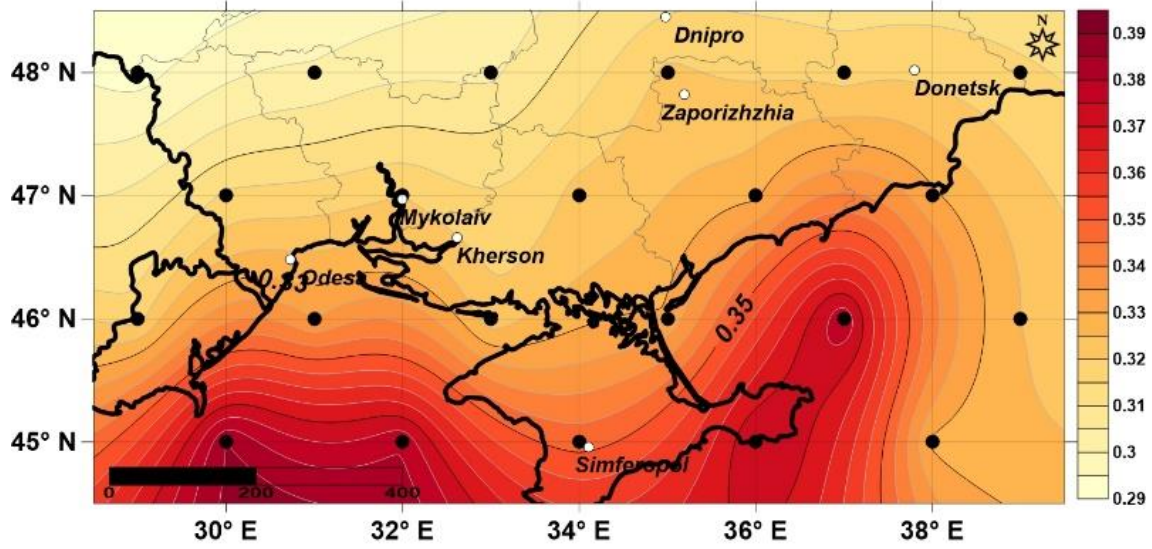 N
0.39
Dnipro
48° N
Donetsk
0.38
Zaporizhzhia
0.37
47° N
0.36
Mykolaiv
0.35
Kherson
0.33
Odesa
0.34
46° N
0.35
0.33
0.32
0.31
45° N
Simferopol
0.3
0
200
400
0.29
30° E
32° E
34° E
36° E
38° E